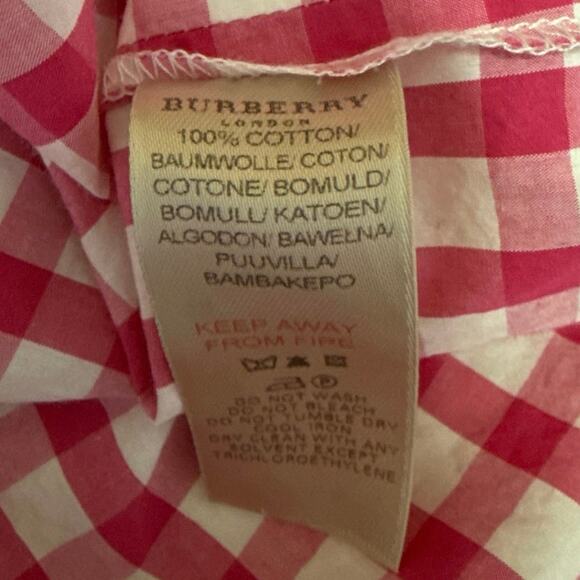 BURBERRY
LONDON
100% COTTON/
BAUMWOLLE/ COTON/
COTONE/ BOMULD/
BOMULL/ KATOEN/
ALGODON/ BAWEŁNA/
PUUVILLA/
BAMBAKEPO
KEEP AWAY
FROM FIRE
P
DO NOT WASH
DO NOT BLEACH
DO NOT TUMBLE DRY
COOL IRON
DRY CLEAN WITH ANY
SOLVENT EXCEPT
TRICHLOROETHYLENE